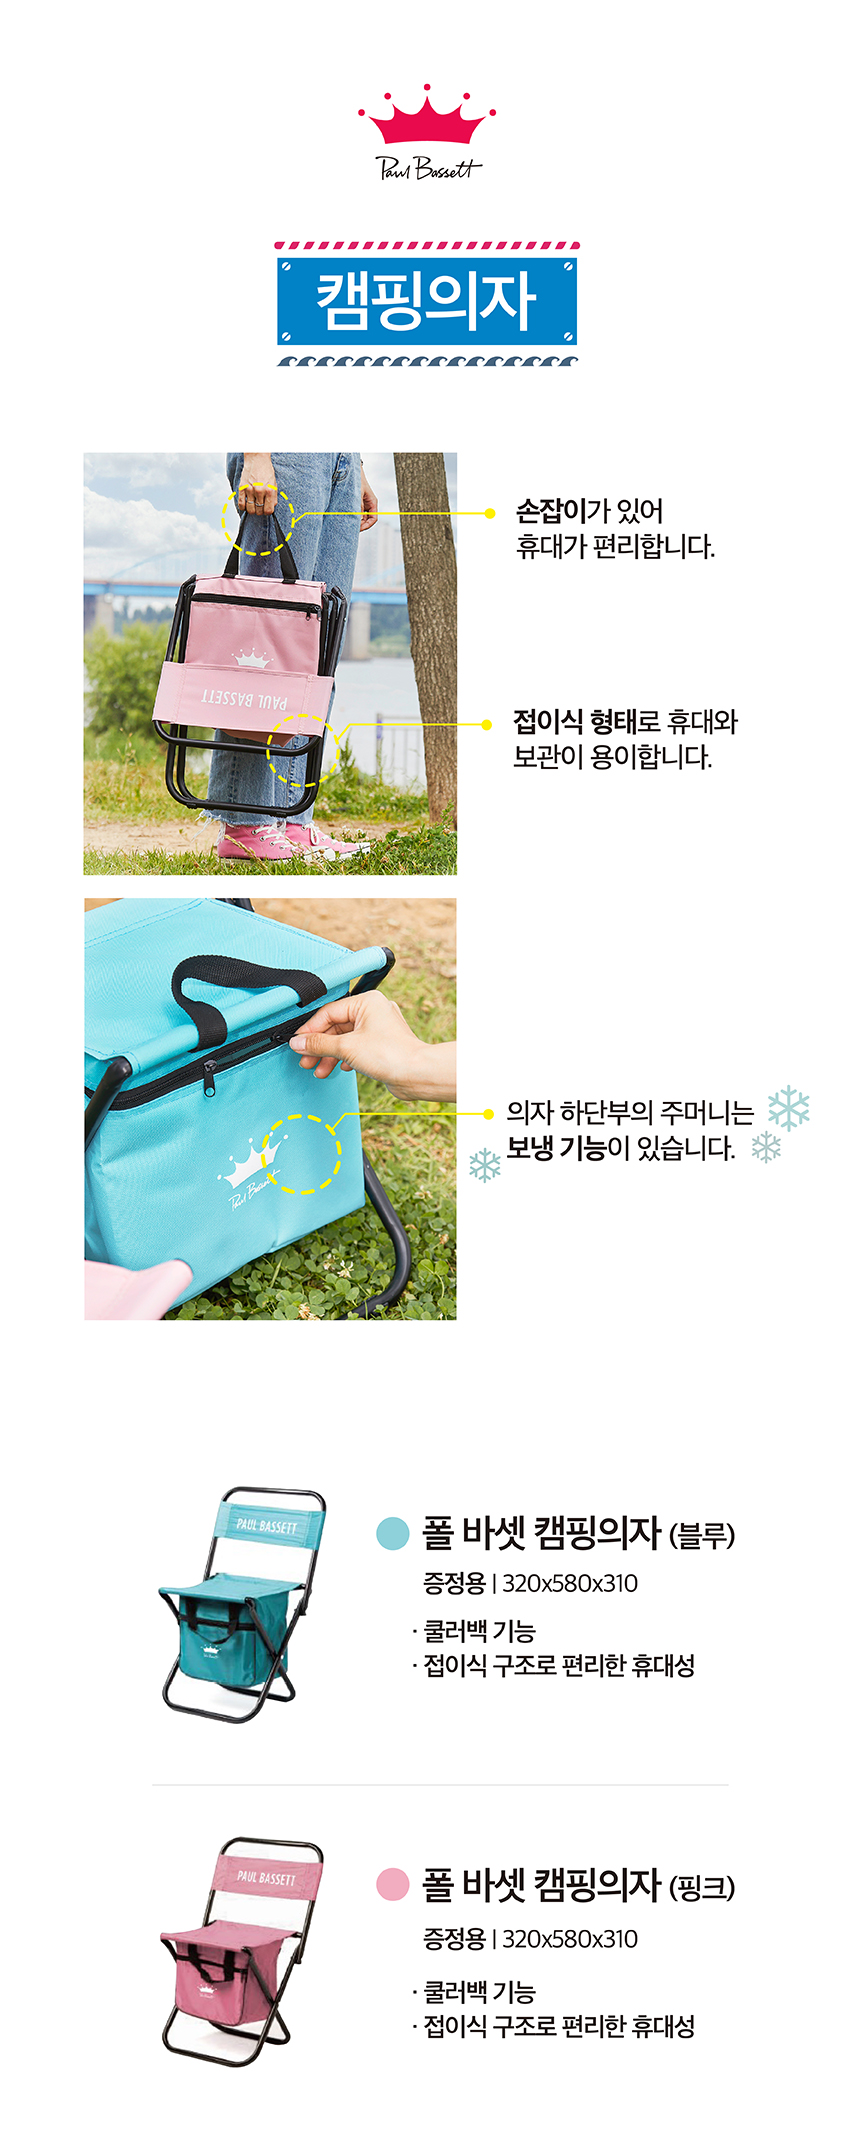 Paul Bassett
캠핑의자
손잡이가 있어
휴대가 편리합니다.
PAUL BASSETT
접이식 형태로 휴대와
보관이 용이합니다.
의자 하단부의 주머니는
보냉 기능이 있습니다.
Paul Bassett
PAUL BASSETT
폴 바셋 캠핑의자 (블루)
증정용 | 320x580x310
· 쿨러백 기능
· 접이식 구조로 편리한 휴대성
PAUL BASSETT
폴 바셋 캠핑의자 (핑크)
증정용 | 320x580x310
· 쿨러백 기능
· 접이식 구조로 편리한 휴대성